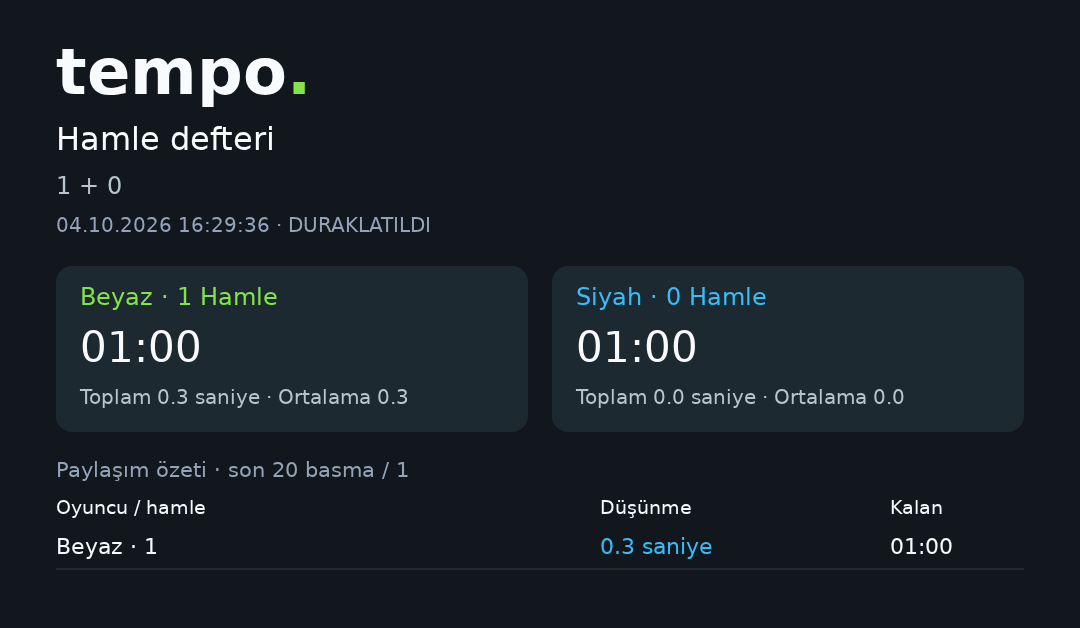 tempo.
Hamle defteri
1 + 0
04.10.2026 16:29:36 · DURAKLATILDI
Beyaz · 1 Hamle
01:00
Toplam 0.3 saniye · Ortalama 0.3
Siyah · 0 Hamle
01:00
Toplam 0.0 saniye · Ortalama 0.0
Paylaşım özeti · son 20 basma / 1
Oyuncu / hamle Düşünme Kalan
Beyaz · 1 0.3 saniye 01:00